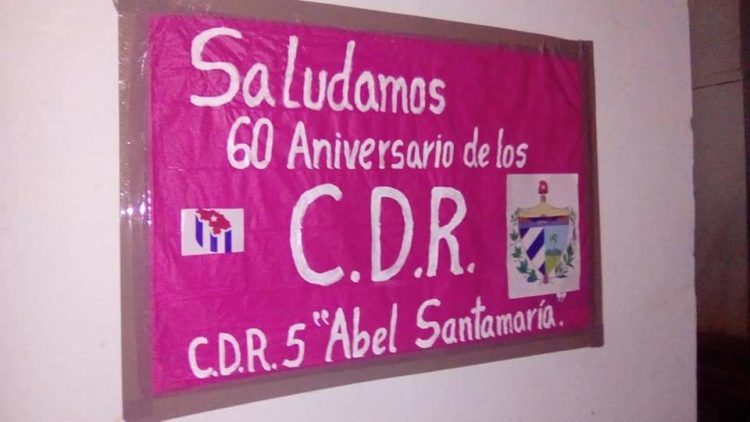 Saludamos
60 Aniversario de los
C.D.R.
C.D.R. 5 "Abel Santamaría".